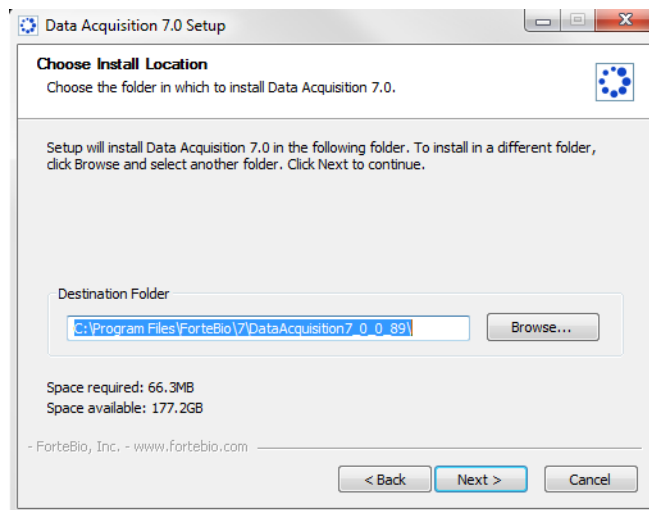 Data Acquisition 7.0 Setup
Choose Install Location
Choose the folder in which to install Data Acquisition 7.0.
Setup will install Data Acquisition 7.0 in the following folder. To install in a different folder,
click Browse and select another folder. Click Next to continue.
Destination Folder
C:\Program Files\ForteBio\7\DataAcquisition7_0_0_89\
Browse...
Space required: 66.3MB
Space available: 177.2GB
- ForteBio, Inc. - www.fortebio.com
< Back
Next >
Cancel